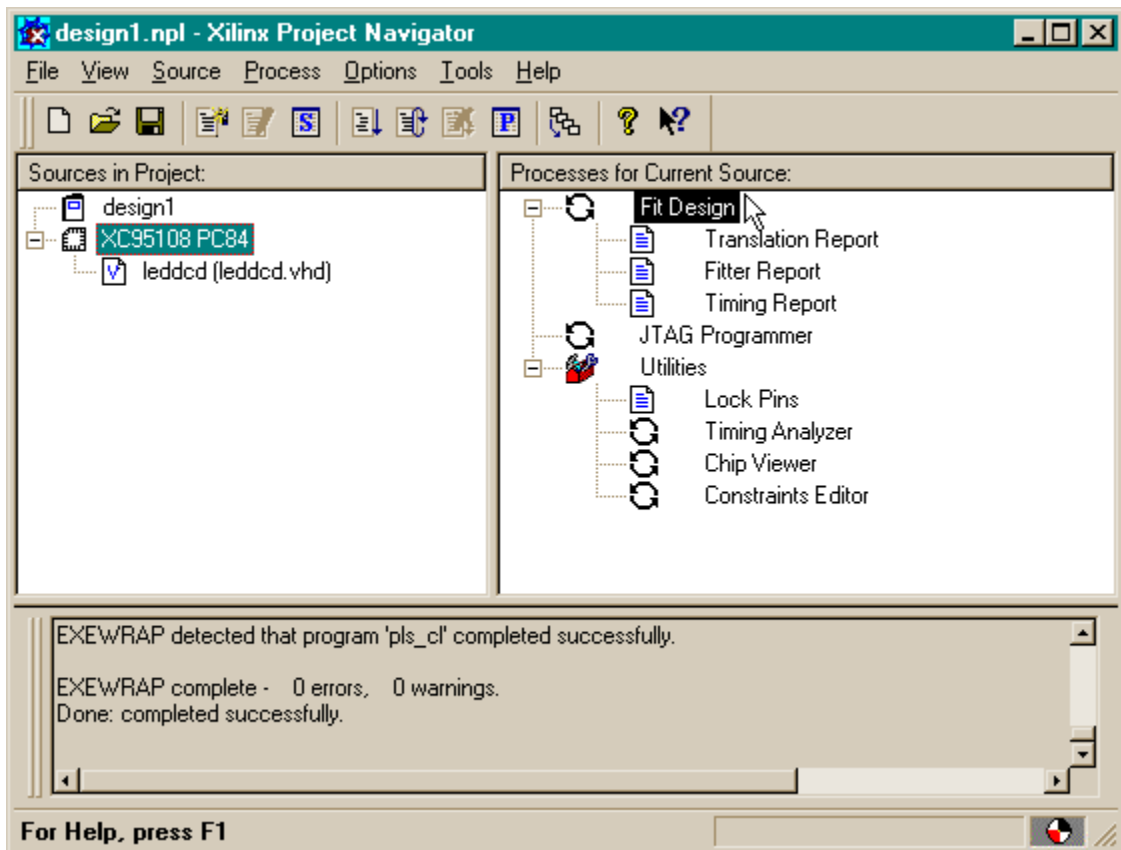 design1.npl - Xilinx Project Navigator
File View Source Process Options Tools Help
Sources in Project:
design1
XC95108 PC84
leddcd (leddcd.vhd)
Processes for Current Source:
Fit Design
Translation Report
Fitter Report
Timing Report
JTAG Programmer
Utilities
Lock Pins
Timing Analyzer
Chip Viewer
Constraints Editor
EXEWRAP detected that program 'pls_cl' completed successfully.
EXEWRAP complete - 0 errors, 0 warnings.
Done: completed successfully.
For Help, press F1